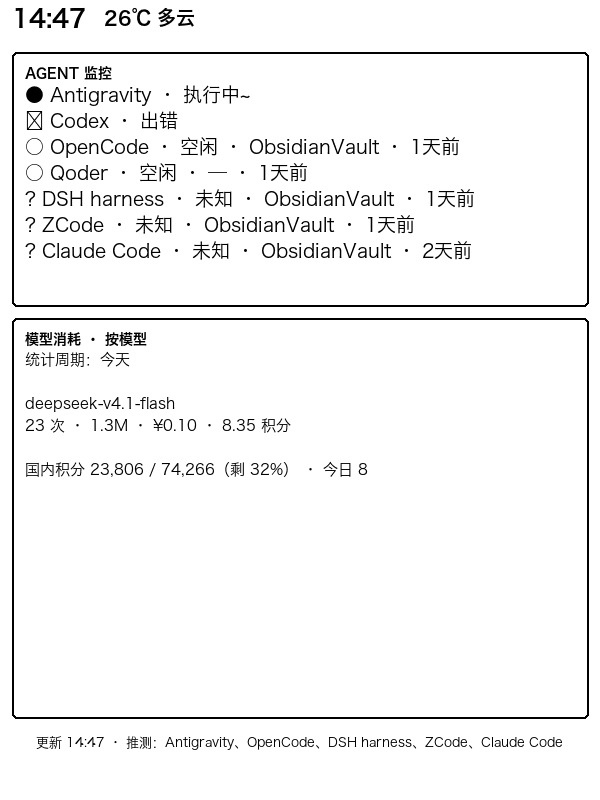 14:47 26℃ 多云
AGENT 监控
● Antigravity · 执行中~
☒ Codex · 出错
○ OpenCode · 空闲 · ObsidianVault · 1天前
○ Qoder · 空闲 · — · 1天前
? DSH harness · 未知 · ObsidianVault · 1天前
? ZCode · 未知 · ObsidianVault · 1天前
? Claude Code · 未知 · ObsidianVault · 2天前
模型消耗 · 按模型
统计周期: 今天
deepseek-v4.1-flash
23 次 · 1.3M · ¥0.10 · 8.35 积分
国内积分 23,806 / 74,266（剩 32%） · 今日 8
更新 14:47 · 推测: Antigravity、OpenCode、DSH harness、ZCode、Claude Code